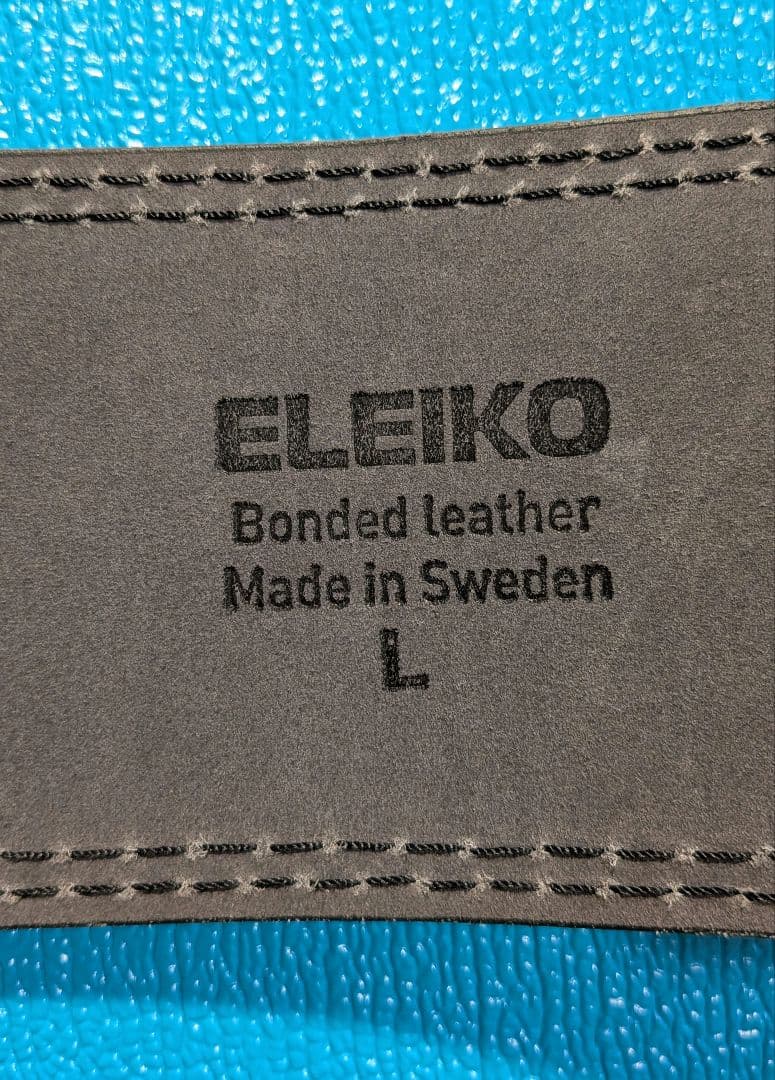 ELEIKO
Bonded leather
Made in Sweden
L